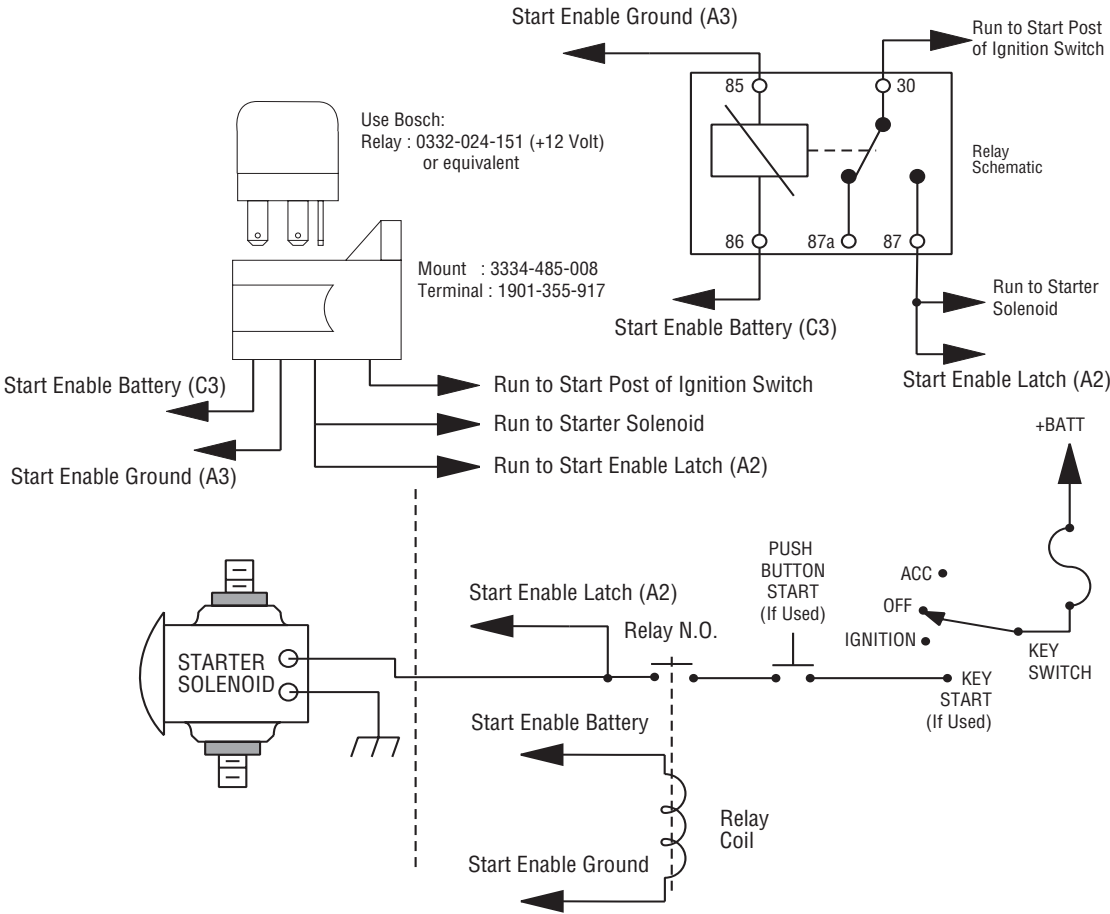 Start Enable Ground (A3)
Run to Start Post
of Ignition Switch
85
30
Use Bosch:
Relay : 0332-024-151 (+12 Volt)
or equivalent
Relay
Schematic
86
87a
87
Mount : 3334-485-008
Terminal : 1901-355-917
Run to Starter
Solenoid
Start Enable Battery (C3)
Start Enable Latch (A2)
Start Enable Battery (C3)
Run to Start Post of Ignition Switch
Run to Starter Solenoid
Start Enable Ground (A3)
Run to Start Enable Latch (A2)
+BATT
PUSH
BUTTON
START
(If Used)
ACC
OFF
IGNITION
KEY
SWITCH
KEY
START
(If Used)
Start Enable Latch (A2)
Relay N.O.
STARTER
SOLENOID
Start Enable Battery
Relay
Coil
Start Enable Ground